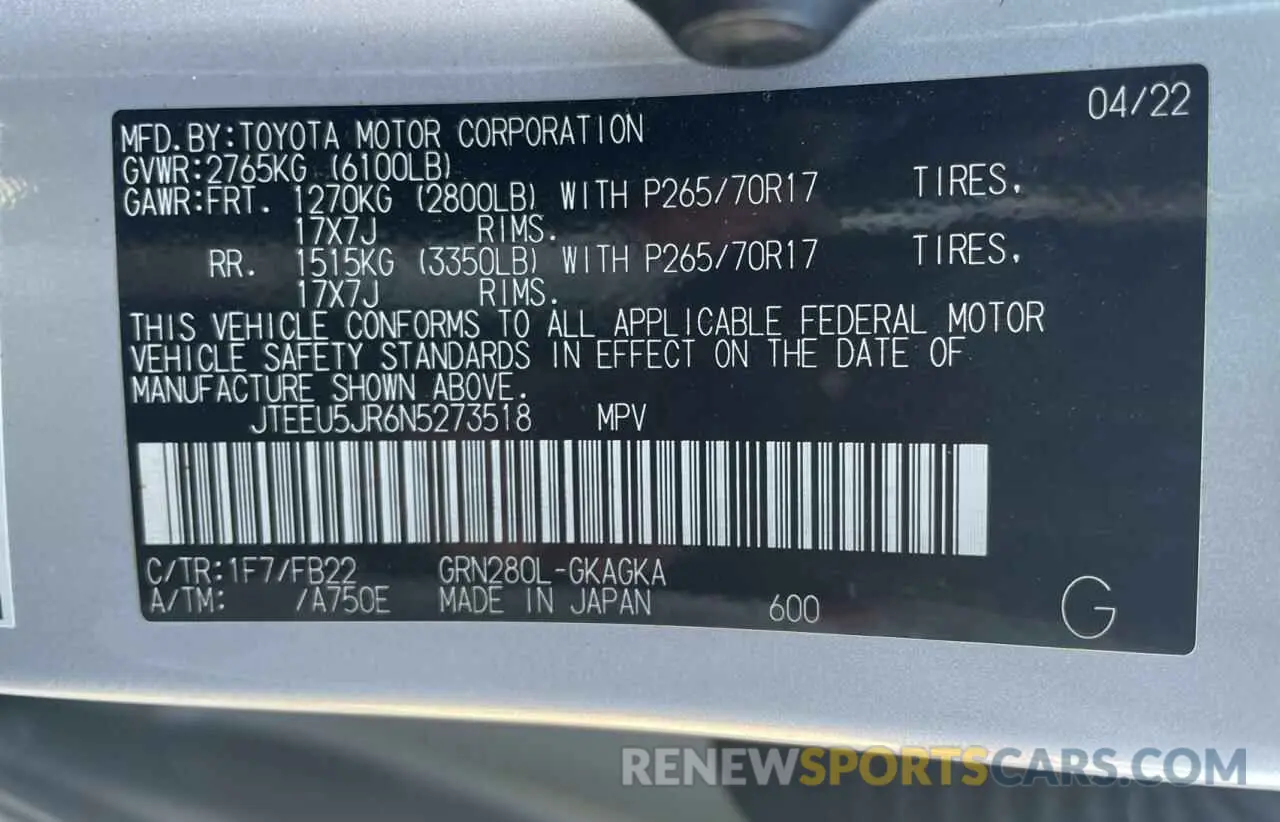 04/22
MFD.BY:TOYOTA MOTOR CORPORATION
GVWR:2765KG (6100LB)
GAWR:FRT. 1270KG (2800LB) WITH P265/70R17 TIRES.
17X7J RIMS.
RR. 1515KG (3350LB) WITH P265/70R17 TIRES.
17X7J RIMS.
THIS VEHICLE CONFORMS TO ALL APPLICABLE FEDERAL MOTOR
VEHICLE SAFETY STANDARDS IN EFFECT ON THE DATE OF
MANUFACTURE SHOWN ABOVE.
JTEEU5JR6N5273518 MPV
C/TR:1F7/FB22 GRN280L-GKAGKA
A/TM: /A750E MADE IN JAPAN 600 G
RENEWSPORTSCARS.COM